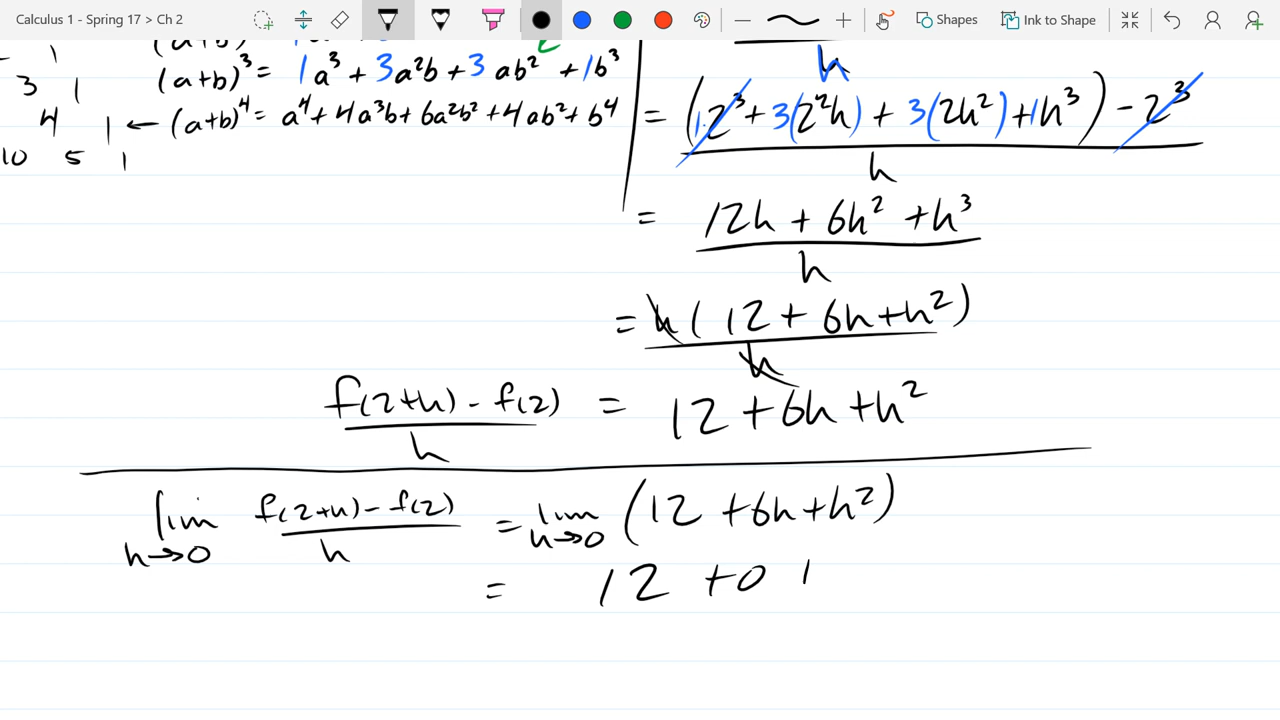 Calculus 1 - Spring 17 > Ch 2
Shapes
Ink to Shape
1
3 1 (a+b)³ = 1a³ + 3a²b + 3ab² + 1b³
4 1 ← (a+b)⁴ = a⁴ + 4a³b + 6a²b² + 4ab² + b⁴
10 5 1
h
= (1·2³ + 3(2²h) + 3(2h²) + 1h³) - 2³
h
= 12h + 6h² + h³
h
= h(12 + 6h + h²)
h
f(2+h) - f(2) = 12 + 6h + h²
h
lim h→0 f(2+h) - f(2) / h = lim h→0 (12 + 6h + h²)
= 12 + 0